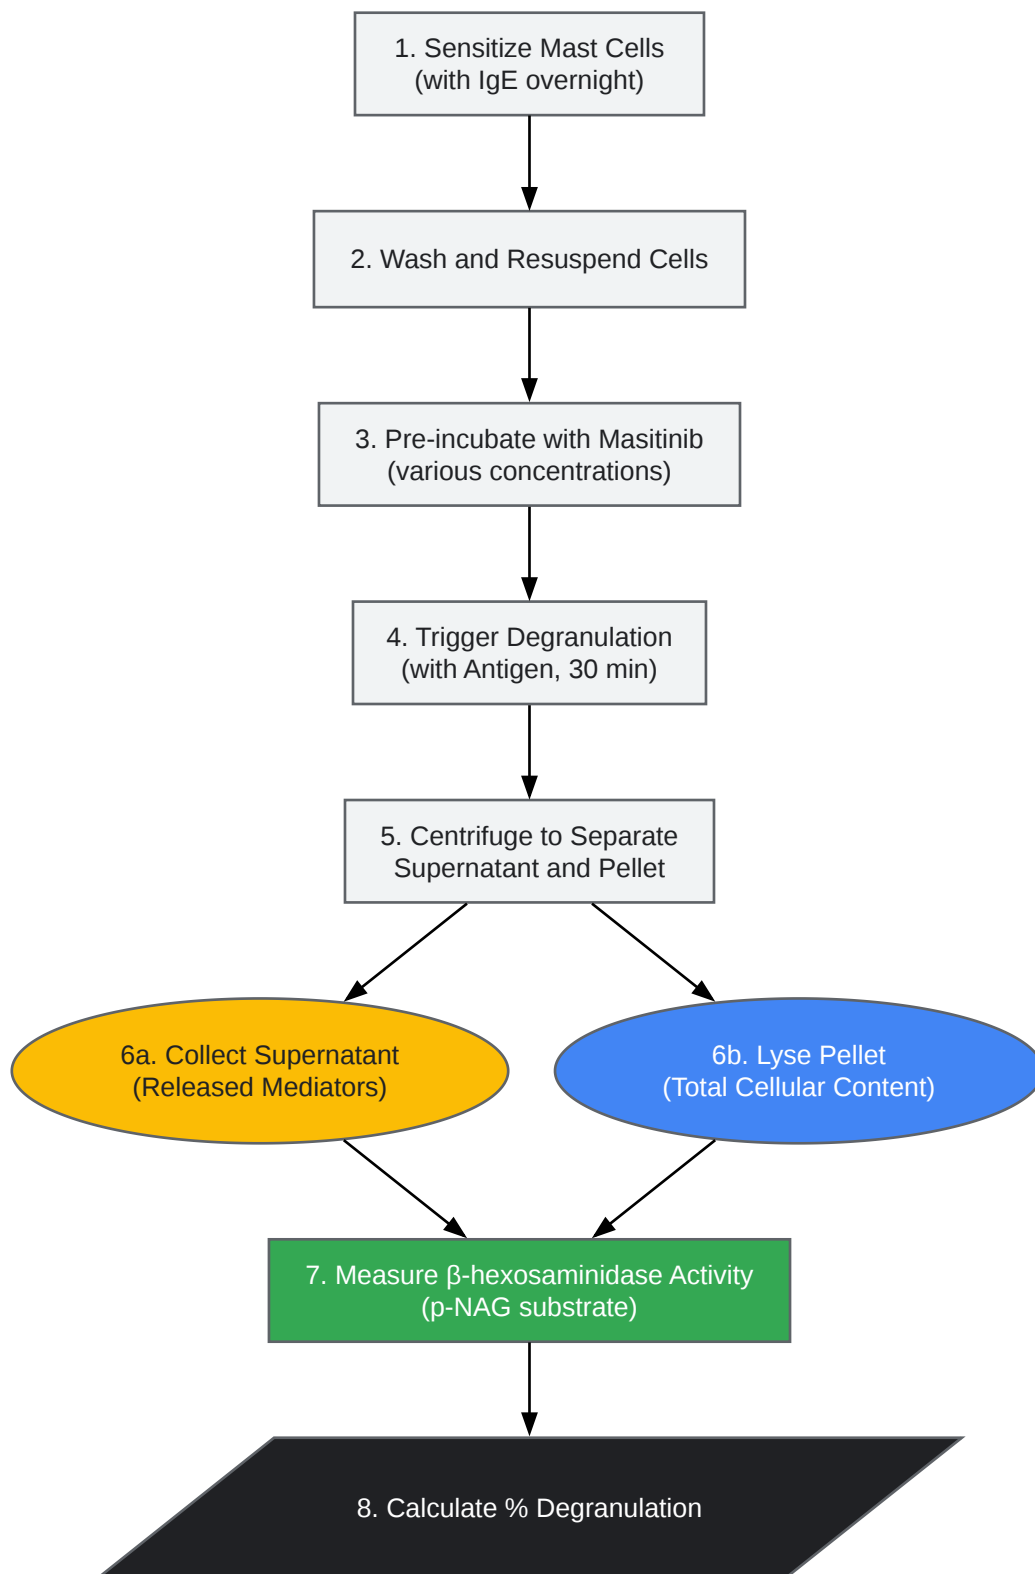 1. Sensitize Mast Cells
(with IgE overnight)
2. Wash and Resuspend Cells
3. Pre-incubate with Masitinib
(various concentrations)
4. Trigger Degranulation
(with Antigen, 30 min)
5. Centrifuge to Separate
Supernatant and Pellet
6a. Collect Supernatant
(Released Mediators)
6b. Lyse Pellet
(Total Cellular Content)
7. Measure β-hexosaminidase Activity
(p-NAG substrate)
8. Calculate % Degranulation